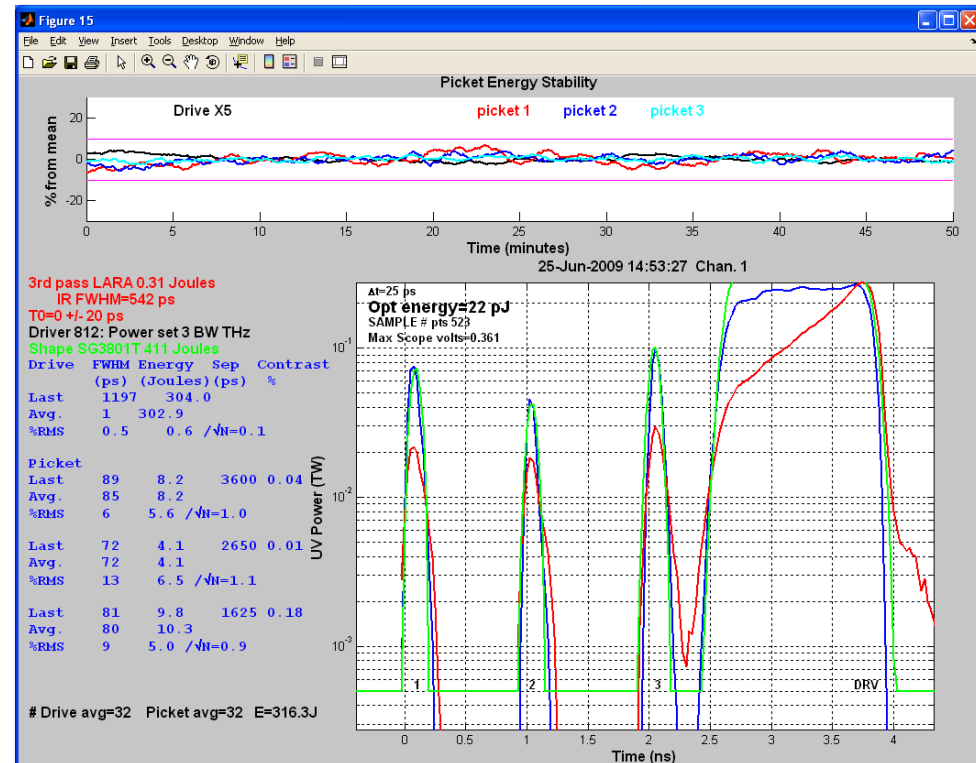 Figure 15
File Edit View Insert Tools Desktop Window Help
Picket Energy Stability
Drive X5 picket 1 picket 2 picket 3
% from mean
20
0
-20
0 5 10 15 20 25 30 35 40 45 50
Time (minutes)
25-Jun-2009 14:53:27 Chan. 1
3rd pass LARA 0.31 Joules
IR FWHM=542 ps
T0=0 +/- 20 ps
Driver 812: Power set 3 BW THz
Shape SG3801T 411 Joules
Drive FWHM Energy Sep Contrast
(ps) (Joules) (ps) %
Last 1197 304.0
Avg. 1 302.9
%RMS 0.5 0.6 /√N=0.1
Picket
Last 89 8.2 3600 0.04
Avg. 85 8.2
%RMS 6 5.6 /√N=1.0
Last 72 4.1 2650 0.01
Avg. 72 4.1
%RMS 13 6.5 /√N=1.1
Last 81 9.8 1625 0.18
Avg. 80 10.3
%RMS 9 5.0 /√N=0.9
# Drive avg=32 Picket avg=32 E=316.3J
Δt=25 ps
Opt energy=22 pJ
SAMPLE # pts 523
Max Scope volts=0.361
UV Power (TW)
10⁻¹
10⁻²
10⁻³
1 2 3 DRV
0 0.5 1 1.5 2 2.5 3 3.5 4
Time (ns)